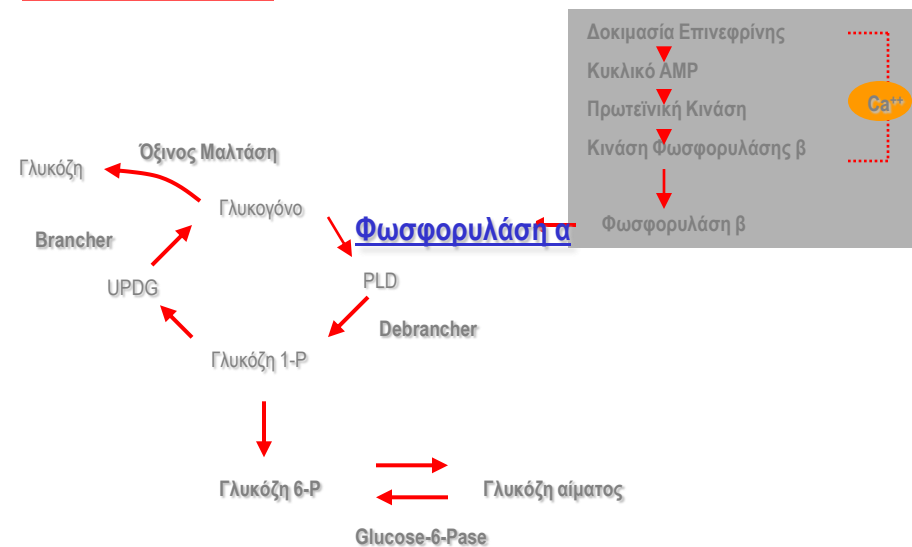 Δοκιμασία Επινεφρίνης
Κυκλικό AMP
Ca++
Πρωτεϊνική Κινάση
Κινάση Φωσφορυλάσης β
Όξινος Μαλτάση
Γλυκόζη
Γλυκογόνο
Φωσφορυλάση α
Φωσφορυλάση β
Brancher
UPDG
PLD
Debrancher
Γλυκόζη 1-P
Γλυκόζη 6-P
Γλυκόζη αίματος
Glucose-6-Pase